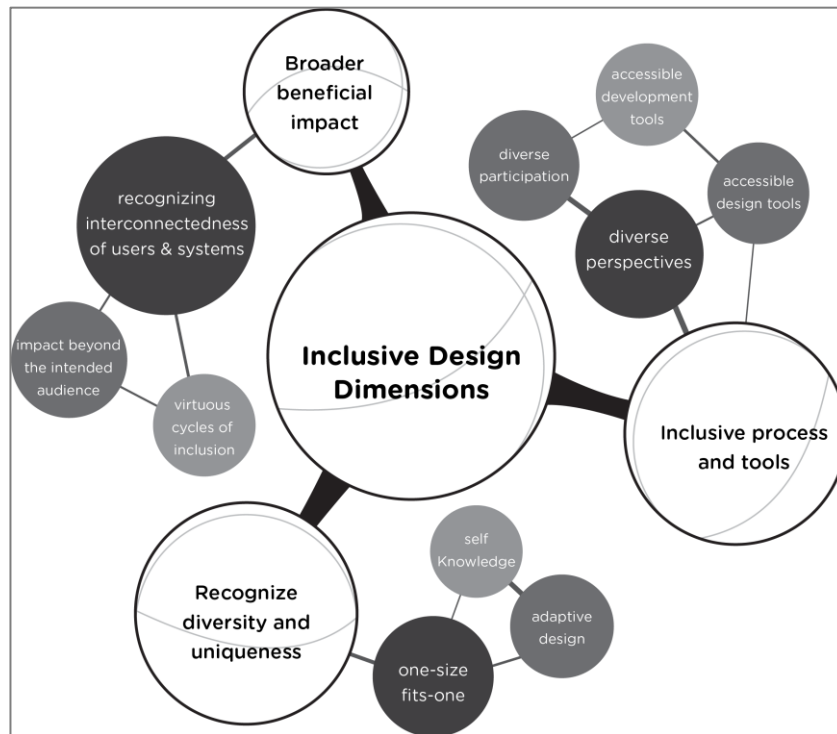 Broader
beneficial
impact
recognizing
interconnectedness
of users & systems
impact beyond
the intended
audience
virtuous
cycles of
inclusion
accessible
development
tools
diverse
participation
accessible
design tools
diverse
perspectives
Inclusive Design
Dimensions
Inclusive process
and tools
Recognize
diversity and
uniqueness
self
Knowledge
adaptive
design
one-size
fits-one